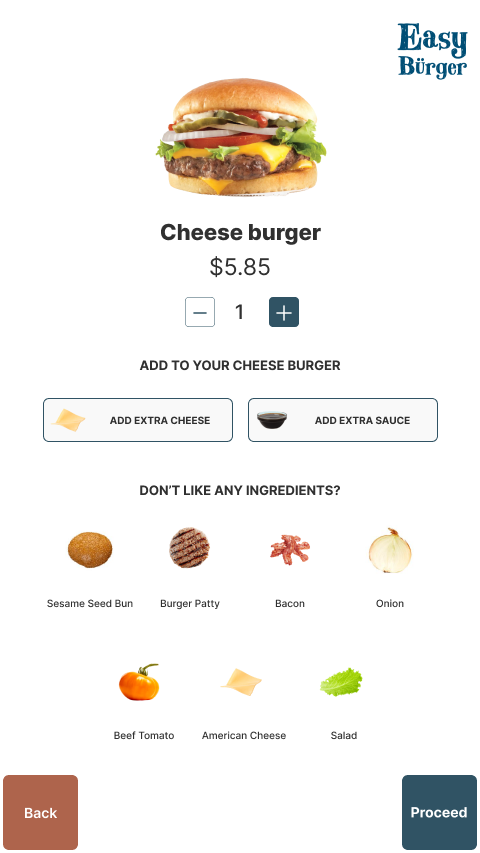 Easy
Bürger
Cheese burger
$5.85
1
ADD TO YOUR CHEESE BURGER
ADD EXTRA CHEESE
ADD EXTRA SAUCE
DON’T LIKE ANY INGREDIENTS?
Sesame Seed Bun
Burger Patty
Bacon
Onion
Beef Tomato
American Cheese
Salad
Back
Proceed